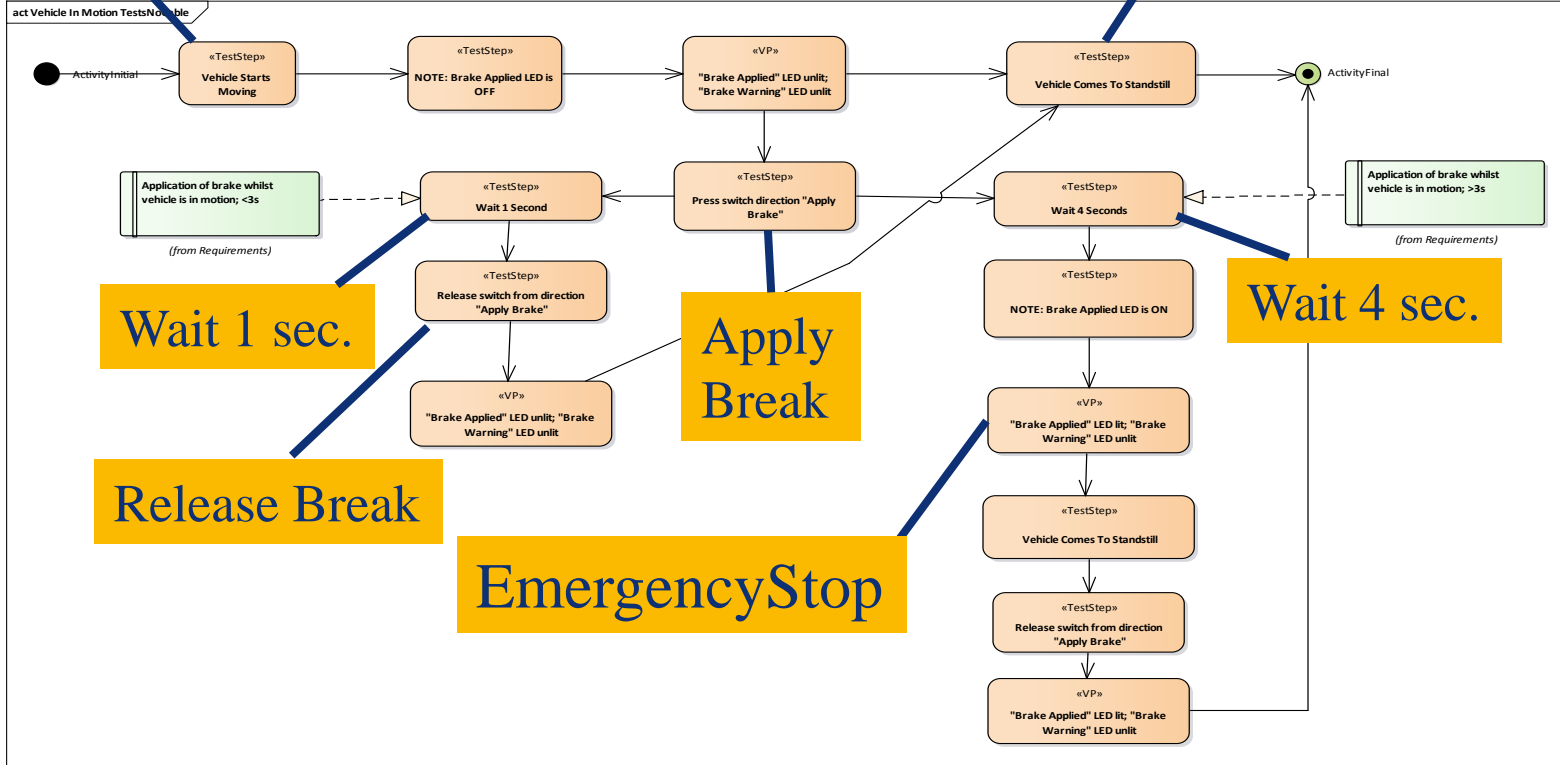 act Vehicle In Motion TestsNotable
ActivityInitial
«TestStep»
Vehicle Starts
Moving
«TestStep»
NOTE: Brake Applied LED is
OFF
«VP»
"Brake Applied" LED unlit;
"Brake Warning" LED unlit
«TestStep»
Vehicle Comes To Standstill
ActivityFinal
Application of brake whilst
vehicle is in motion; <3s
(from Requirements)
«TestStep»
Wait 1 Second
«TestStep»
Press switch direction "Apply
Brake"
«TestStep»
Wait 4 Seconds
Application of brake whilst
vehicle is in motion; >3s
(from Requirements)
Wait 1 sec.
«TestStep»
Release switch from direction
"Apply Brake"
Apply
Break
«TestStep»
NOTE: Brake Applied LED is ON
Wait 4 sec.
«VP»
"Brake Applied" LED unlit; "Brake
Warning" LED unlit
«VP»
"Brake Applied" LED lit; "Brake
Warning" LED unlit
Release Break
EmergencyStop
«TestStep»
Vehicle Comes To Standstill
«TestStep»
Release switch from direction
"Apply Brake"
«VP»
"Brake Applied" LED lit; "Brake
Warning" LED unlit